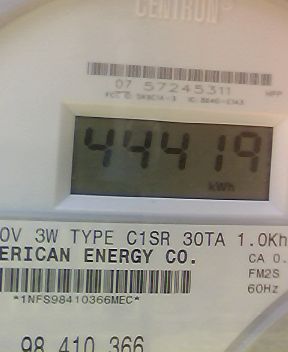 CENTRON®
07 57245311
44419
kWh
0V 3W TYPE C1SR 30TA 1.0Kh
ERICAN ENERGY CO.
CA 0.
FM2S
*1NFS98410366MEC*
60Hz
98 410 366